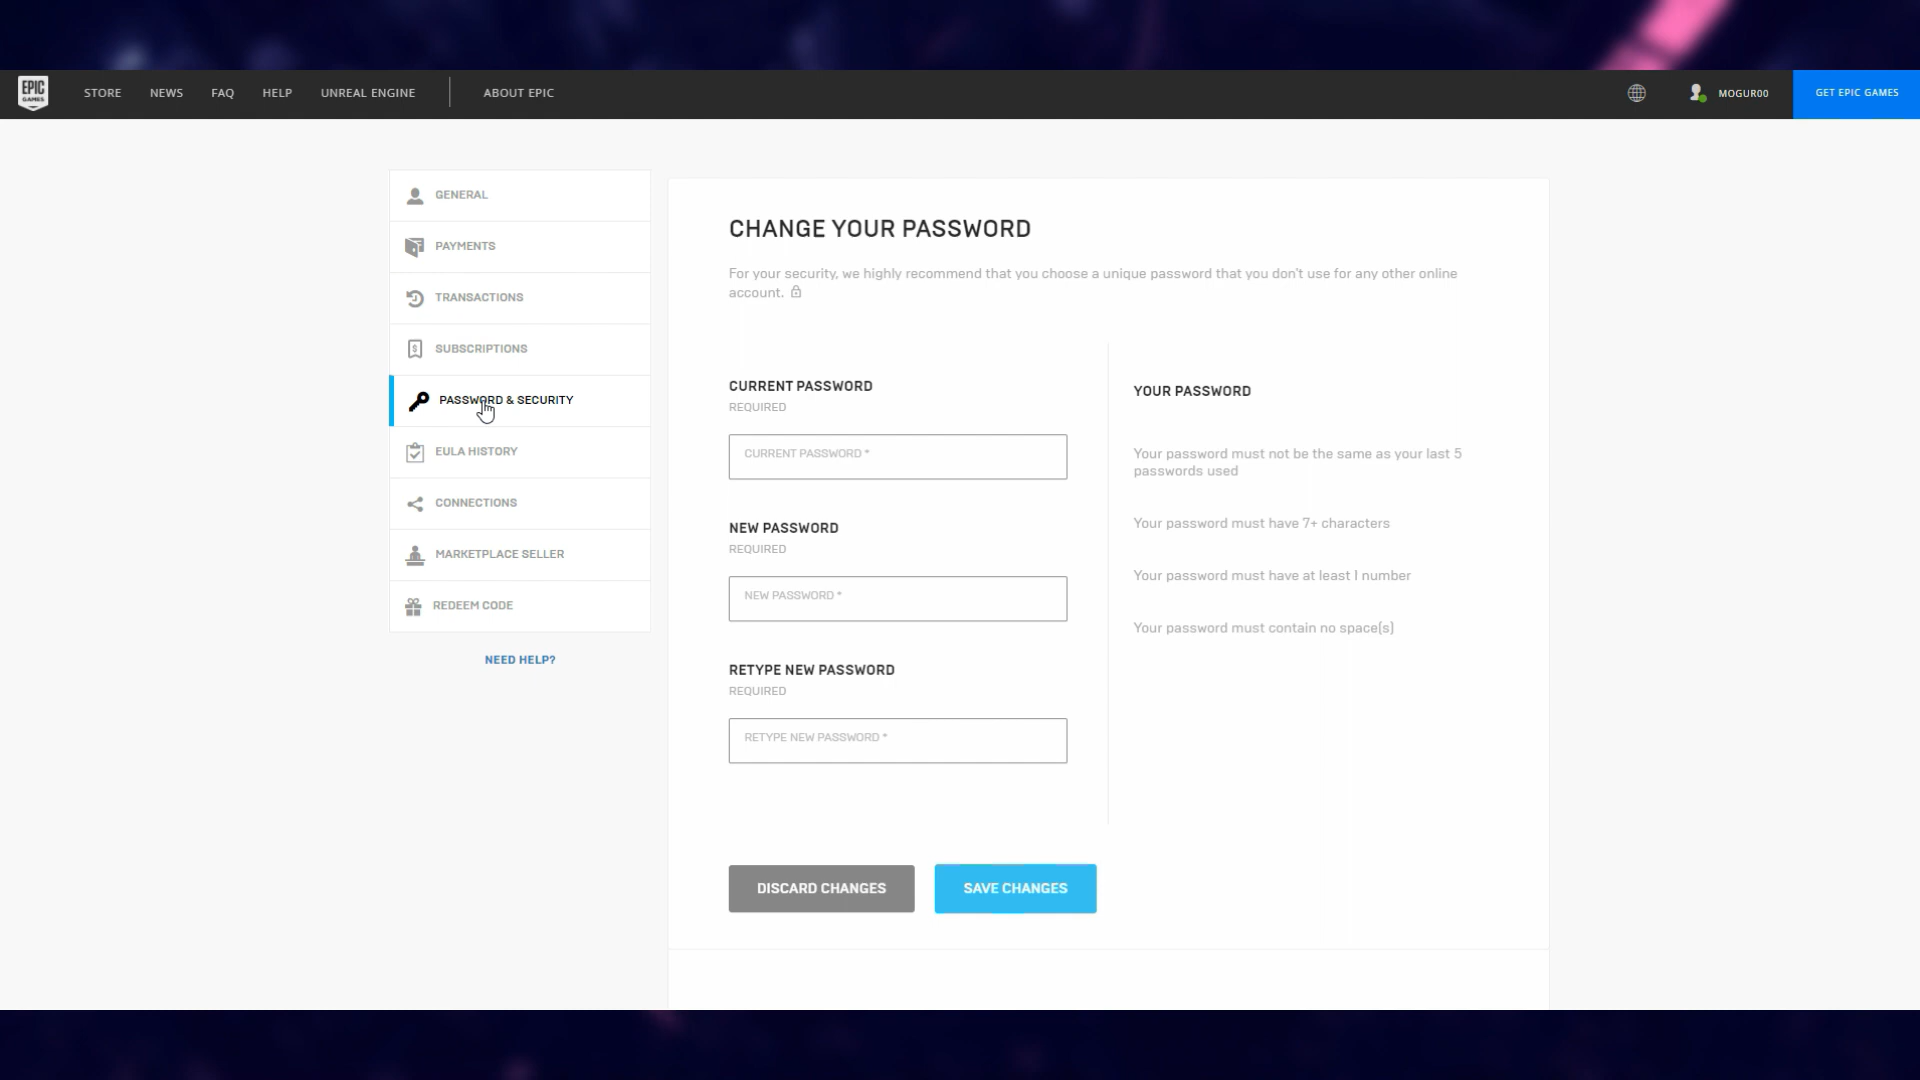 EPIC
GAMES
STORE
NEWS
FAQ
HELP
UNREAL ENGINE
ABOUT EPIC
MOGUR00
GET EPIC GAMES
GENERAL
PAYMENTS
TRANSACTIONS
SUBSCRIPTIONS
PASSWORD & SECURITY
EULA HISTORY
CONNECTIONS
MARKETPLACE SELLER
REDEEM CODE
NEED HELP?
CHANGE YOUR PASSWORD
For your security, we highly recommend that you choose a unique password that you don't use for any other online
account.
CURRENT PASSWORD
REQUIRED
CURRENT PASSWORD *
NEW PASSWORD
REQUIRED
NEW PASSWORD *
RETYPE NEW PASSWORD
REQUIRED
RETYPE NEW PASSWORD *
YOUR PASSWORD
Your password must not be the same as your last 5
passwords used
Your password must have 7+ characters
Your password must have at least 1 number
Your password must contain no space(s)
DISCARD CHANGES
SAVE CHANGES